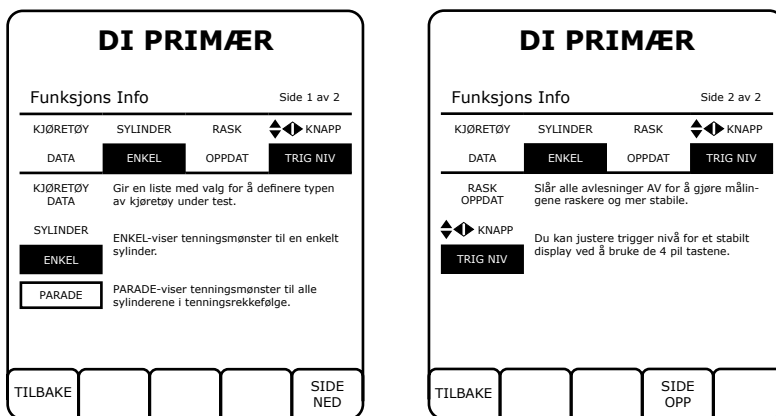 DI PRIMÆR
Funksjons Info Side 1 av 2
KJØRETØY SYLINDER RASK KNAPP
DATA ENKEL OPPDAT TRIG NIV
KJØRETØY
DATA
Gir en liste med valg for å definere typen
av kjøretøy under test.
SYLINDER
ENKEL
ENKEL-viser tenningsmønster til en enkelt
sylinder.
PARADE
PARADE-viser tenningsmønster til alle
sylinderene i tenningsrekkefølge.
TILBAKE
SIDE
NED
DI PRIMÆR
Funksjons Info Side 2 av 2
KJØRETØY SYLINDER RASK KNAPP
DATA ENKEL OPPDAT TRIG NIV
RASK
OPPDAT
Slår alle avlesninger AV for å gjøre målin-
gene raskere og mer stabile.
KNAPP
TRIG NIV
Du kan justere trigger nivå for et stabilt
display ved å bruke de 4 pil tastene.
TILBAKE
SIDE
OPP